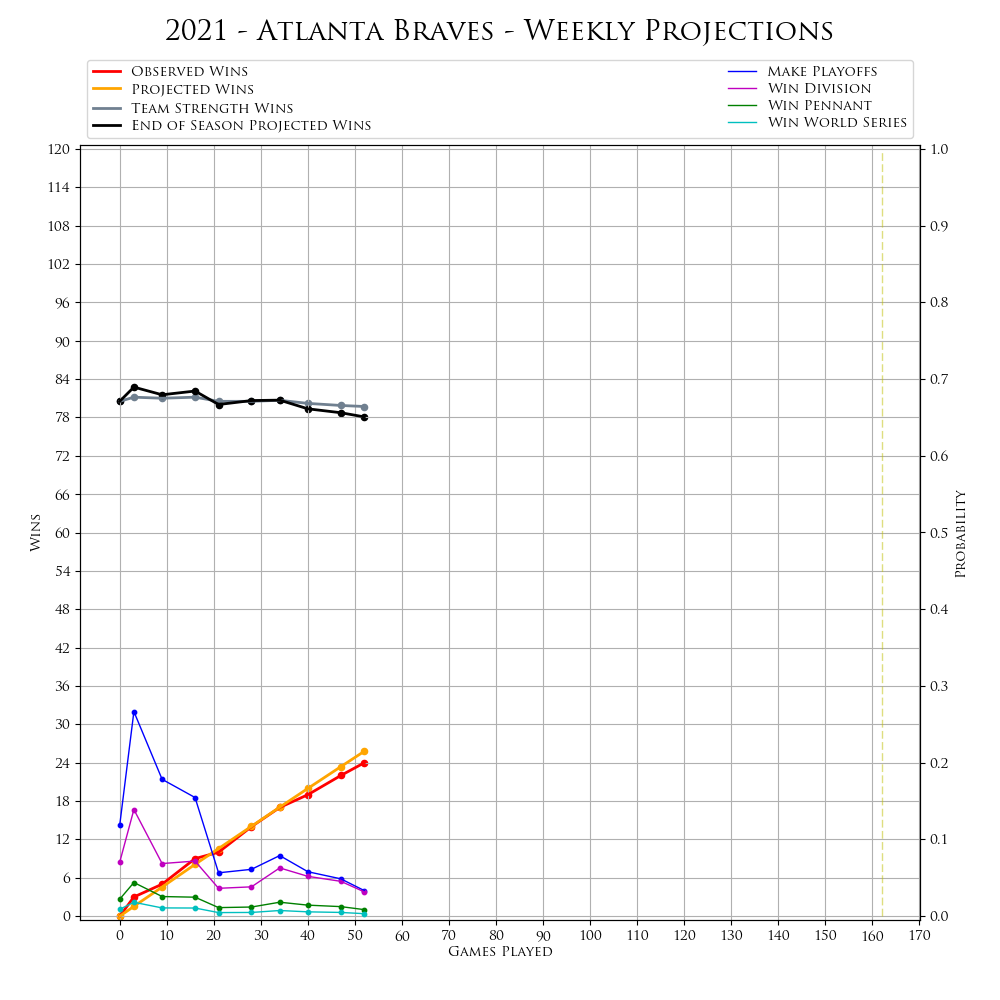 2021 - Atlanta Braves - Weekly Projections
Observed Wins
Projected Wins
Team Strength Wins
End of Season Projected Wins
Make Playoffs
Win Division
Win Pennant
Win World Series
120
114
108
102
96
90
84
78
72
66
60
54
48
42
36
30
24
18
12
6
0
Wins
1.0
0.9
0.8
0.7
0.6
0.5
0.4
0.3
0.2
0.1
0.0
Probability
0 10 20 30 40 50 60 70 80 90 100 110 120 130 140 150 160 170
Games Played